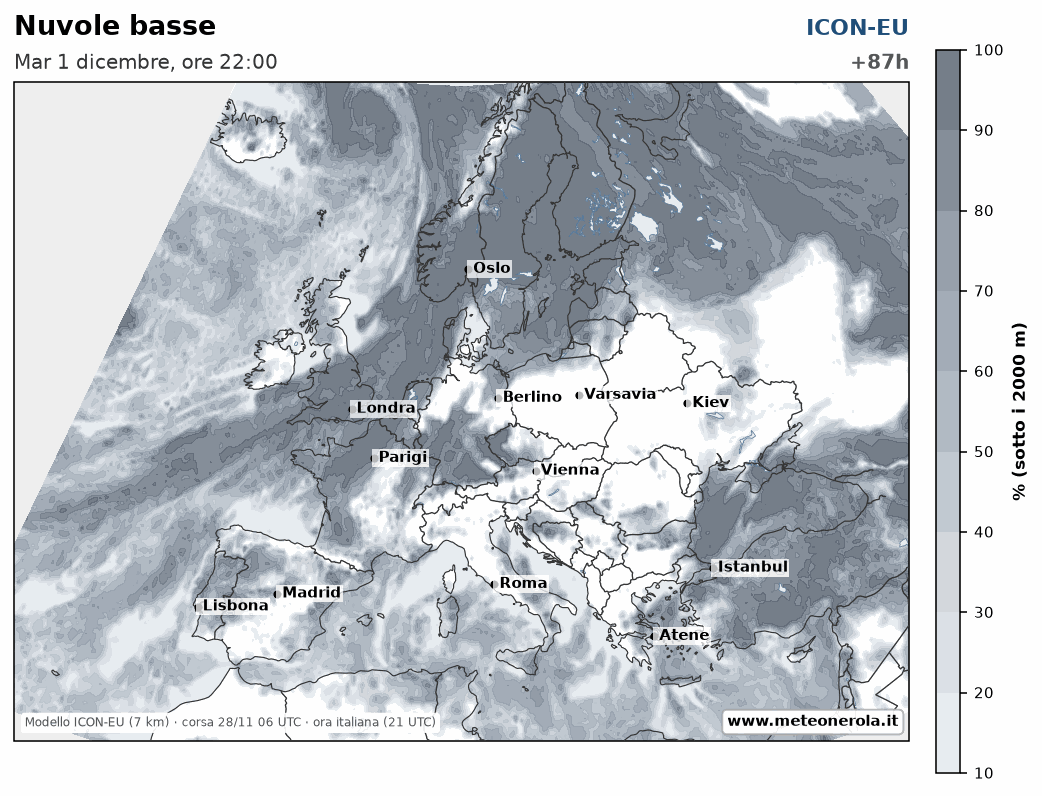 Nuvole basse
ICON-EU
Mar 1 dicembre, ore 22:00
+87h
100
90
80
70
60
50
40
30
20
10
% (sotto i 2000 m)
Oslo
Berlino
Varsavia
Kiev
Londra
Parigi
Vienna
Istanbul
Roma
Madrid
Lisbona
Atene
Modello ICON-EU (7 km) · corsa 28/11 06 UTC · ora italiana (21 UTC)
www.meteonerola.it